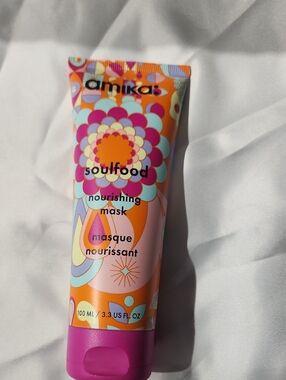 amika:
soulfood
nourishing
mask
masque
nourissant
100 ML / 3.3 US FL OZ